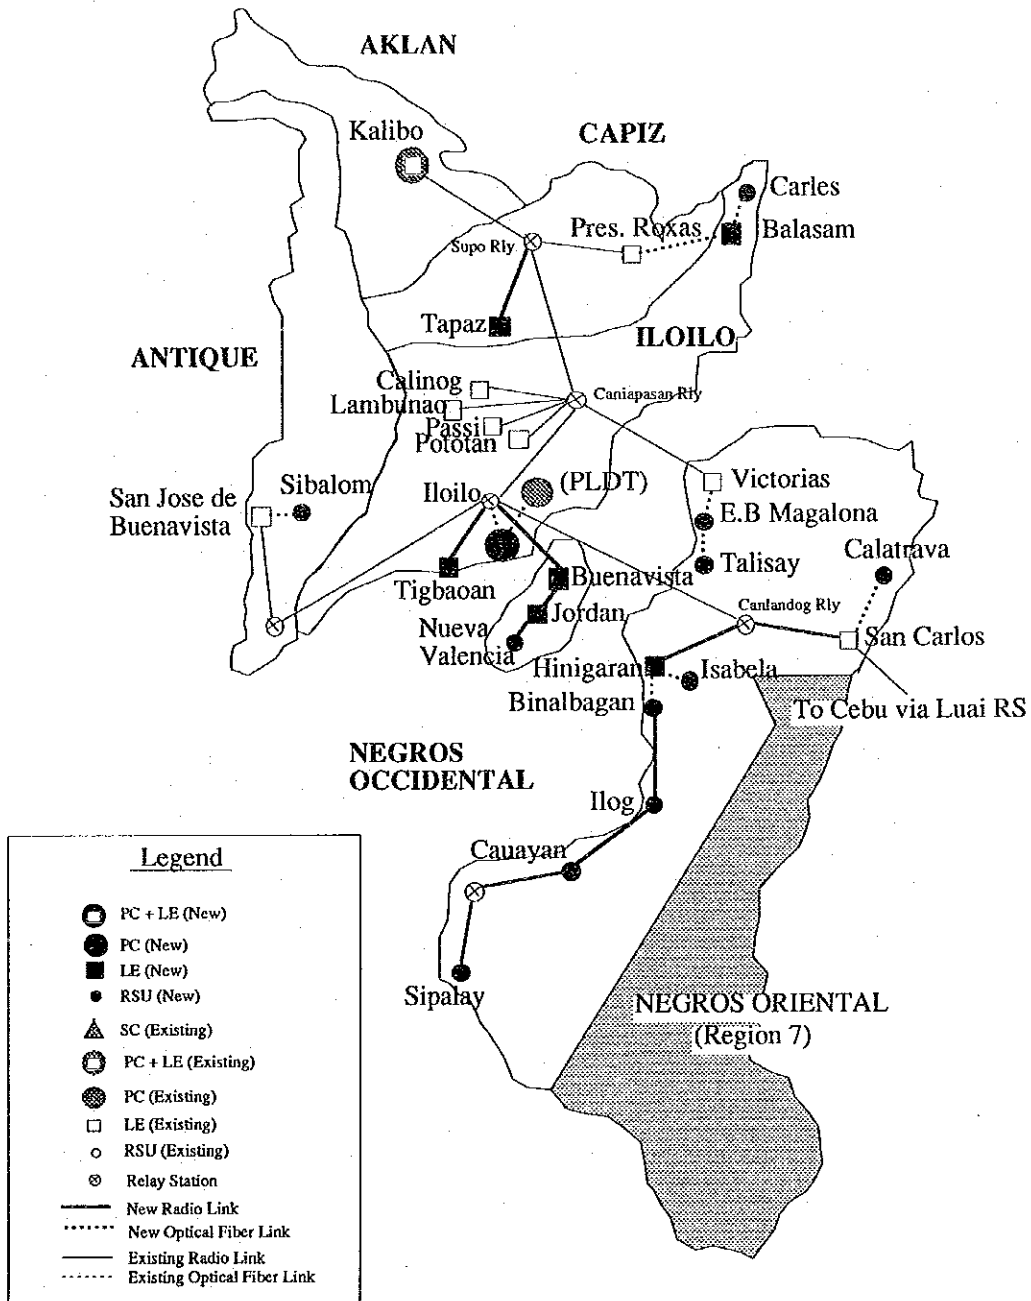 AKLAN
Kalibo
CAPIZ
Carles
Pres. Roxas
Balasam
Supo Rly
Tapaz
ILOILO
ANTIQUE
Calinog
Caniapasan Rly
Lambunao
Passi
Pototan
Victorias
San Jose de
Buenavista
Sibalom
Iloilo
(PLDT)
E.B Magalona
Calatrava
Talisay
Tigbaoan
Buenavista
Canlandog Rly
Jordan
San Carlos
Nueva
Valencia
Hinigaran
Isabela
Binalbagan
To Cebu via Luai RS
NEGROS
OCCIDENTAL
Ilog
Cauayan
Sipalay
NEGROS ORIENTAL
(Region 7)
Legend
PC + LE (New)
PC (New)
LE (New)
RSU (New)
SC (Existing)
PC + LE (Existing)
PC (Existing)
LE (Existing)
RSU (Existing)
Relay Station
New Radio Link
New Optical Fiber Link
Existing Radio Link
Existing Optical Fiber Link